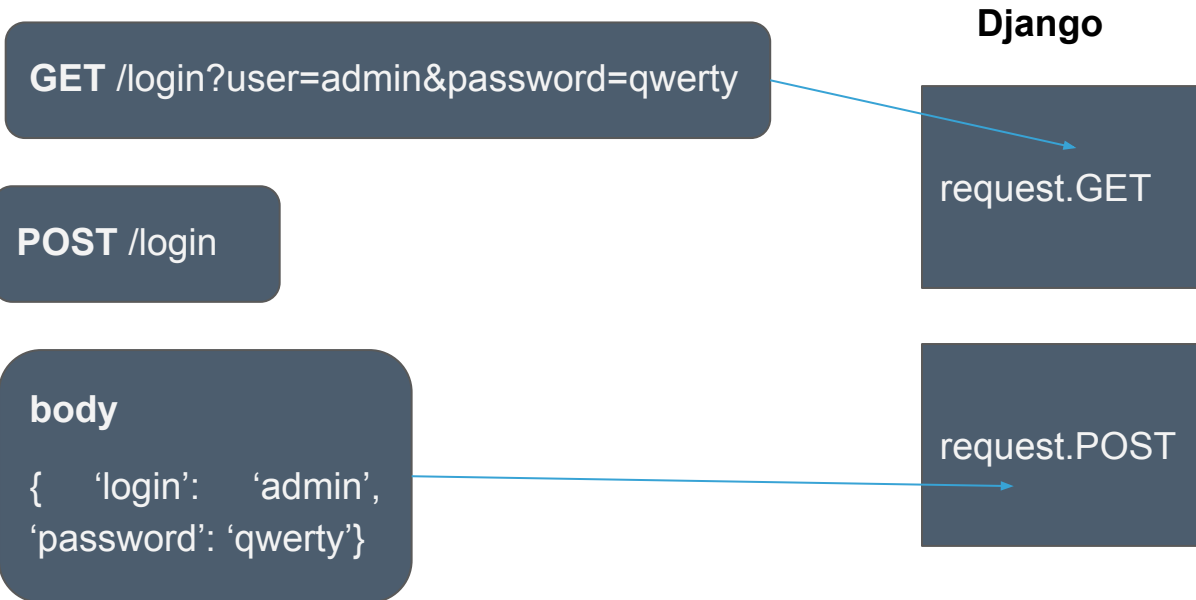 Django
GET /login?user=admin&password=qwerty
request.GET
POST /login
body
{ ‘login’: ‘admin’,
‘password’: ‘qwerty’}
request.POST